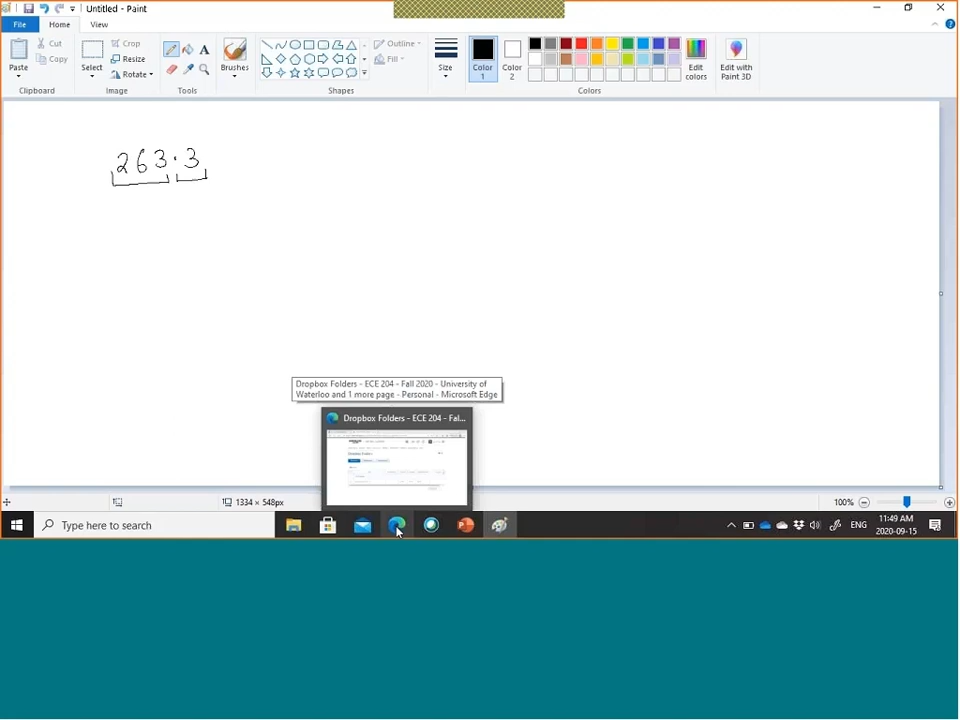 Untitled - Paint
File
Home
View
Paste
Cut
Copy
Clipboard
Select
Crop
Resize
Rotate
Image
Tools
Brushes
Shapes
Outline
Fill
Size
Color 1
Color 2
Edit colors
Edit with Paint 3D
Colors
263.3
Dropbox Folders - ECE 204 - Fall 2020 - University of
Waterloo and 1 more page - Personal - Microsoft Edge
Dropbox Folders - ECE 204 - Fal...
1334 × 548px
100%
Type here to search
ENG
11:49 AM
2020-09-15